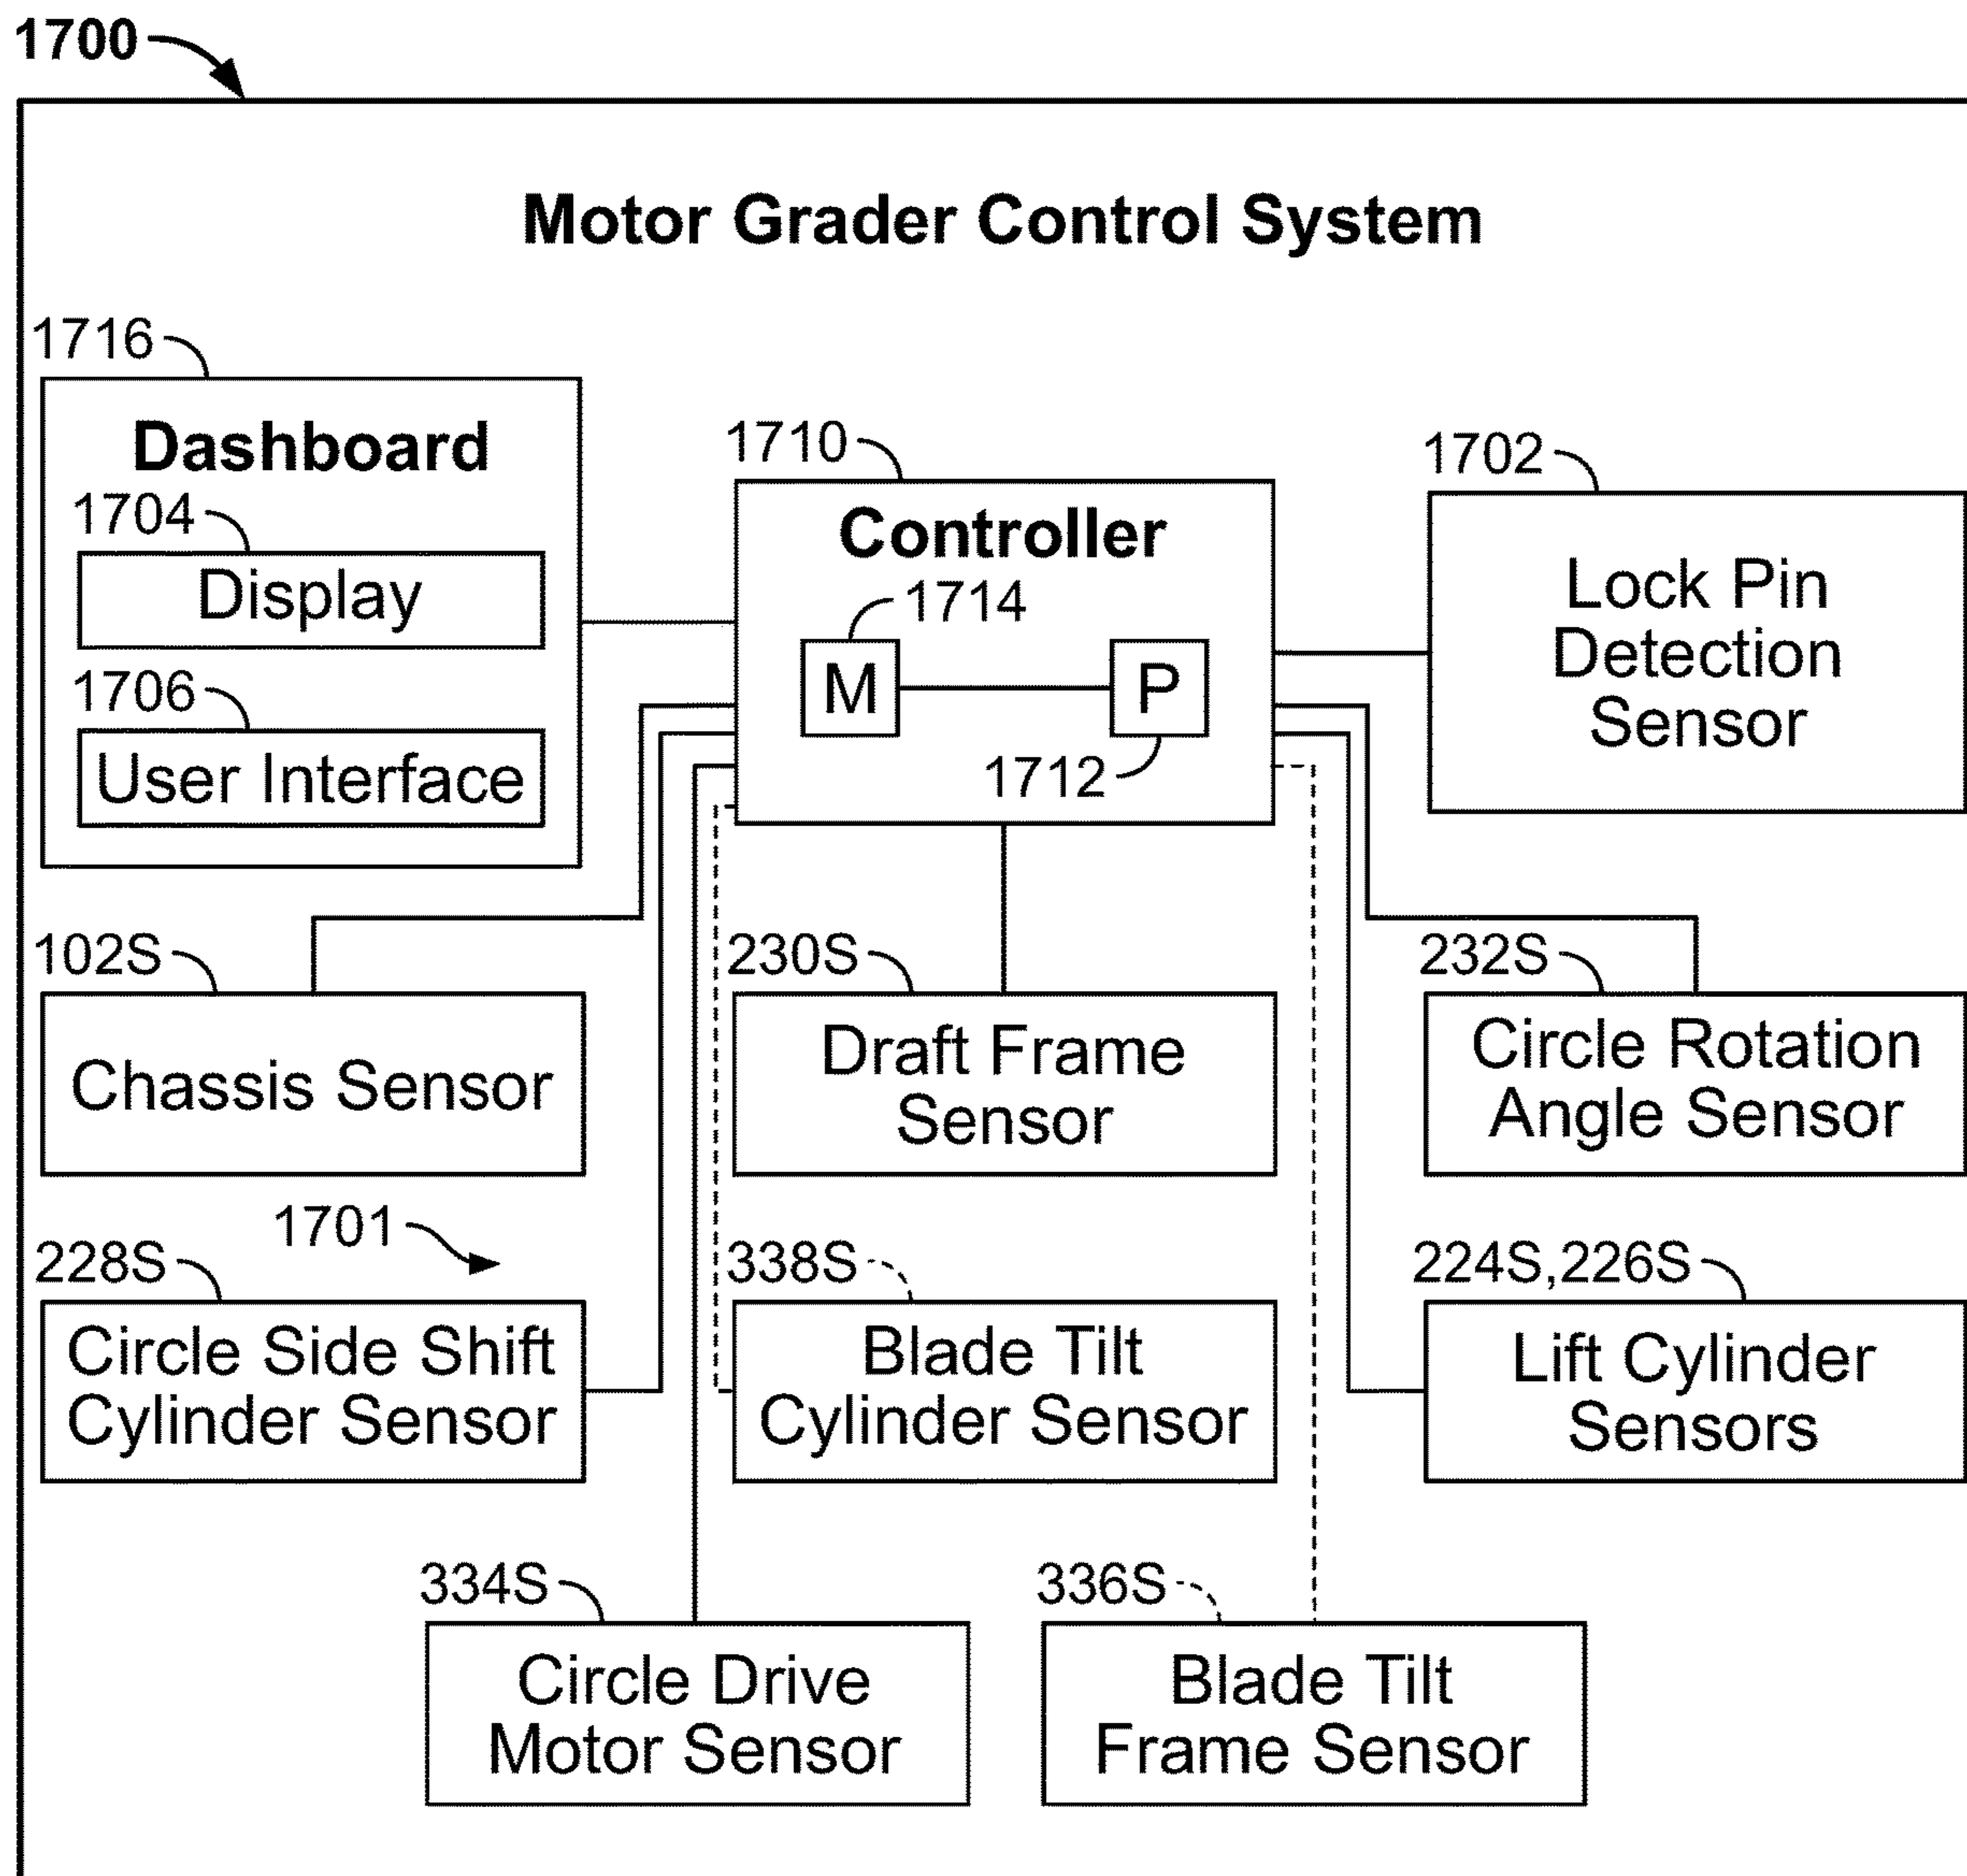 1700
Motor Grader Control System
1716
Dashboard
1704
Display
1706
User Interface
1710
Controller
1714
M
P
1712
1702
Lock Pin
Detection
Sensor
102S
Chassis Sensor
230S
Draft Frame
Sensor
232S
Circle Rotation
Angle Sensor
1701
228S
Circle Side Shift
Cylinder Sensor
338S
Blade Tilt
Cylinder Sensor
224S,226S
Lift Cylinder
Sensors
334S
Circle Drive
Motor Sensor
336S
Blade Tilt
Frame Sensor